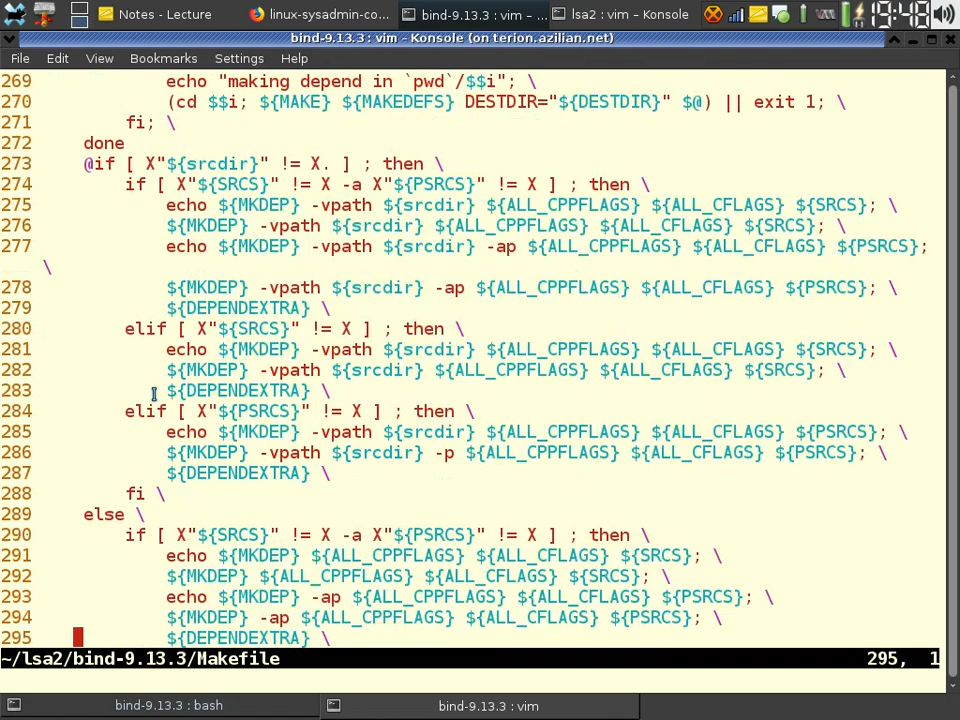 Notes - Lecture
linux-sysadmin-co...
bind-9.13.3 : vim – ...
lsa2 : vim – Konsole
19:48
bind-9.13.3 : vim – Konsole (on terion.azilian.net)
File Edit View Bookmarks Settings Help
269             echo "making depend in `pwd`/$$i"; \
270             (cd $$i; ${MAKE} ${MAKEDEFS} DESTDIR="${DESTDIR}" $@) || exit 1; \
271         fi; \
272     done
273     @if [ X"${srcdir}" != X. ] ; then \
274         if [ X"${SRCS}" != X -a X"${PSRCS}" != X ] ; then \
275             echo ${MKDEP} -vpath ${srcdir} ${ALL_CPPFLAGS} ${ALL_CFLAGS} ${SRCS}; \
276             ${MKDEP} -vpath ${srcdir} ${ALL_CPPFLAGS} ${ALL_CFLAGS} ${SRCS}; \
277             echo ${MKDEP} -vpath ${srcdir} -ap ${ALL_CPPFLAGS} ${ALL_CFLAGS} ${PSRCS};
\
278             ${MKDEP} -vpath ${srcdir} -ap ${ALL_CPPFLAGS} ${ALL_CFLAGS} ${PSRCS}; \
279             ${DEPENDEXTRA} \
280         elif [ X"${SRCS}" != X ] ; then \
281             echo ${MKDEP} -vpath ${srcdir} ${ALL_CPPFLAGS} ${ALL_CFLAGS} ${SRCS}; \
282             ${MKDEP} -vpath ${srcdir} ${ALL_CPPFLAGS} ${ALL_CFLAGS} ${SRCS}; \
283             ${DEPENDEXTRA} \
284         elif [ X"${PSRCS}" != X ] ; then \
285             echo ${MKDEP} -vpath ${srcdir} ${ALL_CPPFLAGS} ${ALL_CFLAGS} ${PSRCS}; \
286             ${MKDEP} -vpath ${srcdir} -p ${ALL_CPPFLAGS} ${ALL_CFLAGS} ${PSRCS}; \
287             ${DEPENDEXTRA} \
288         fi \
289     else \
290         if [ X"${SRCS}" != X -a X"${PSRCS}" != X ] ; then \
291             echo ${MKDEP} ${ALL_CPPFLAGS} ${ALL_CFLAGS} ${SRCS}; \
292             ${MKDEP} ${ALL_CPPFLAGS} ${ALL_CFLAGS} ${SRCS}; \
293             echo ${MKDEP} -ap ${ALL_CPPFLAGS} ${ALL_CFLAGS} ${PSRCS}; \
294             ${MKDEP} -ap ${ALL_CPPFLAGS} ${ALL_CFLAGS} ${PSRCS}; \
295             ${DEPENDEXTRA} \
~/lsa2/bind-9.13.3/Makefile 295, 1
bind-9.13.3 : bash
bind-9.13.3 : vim